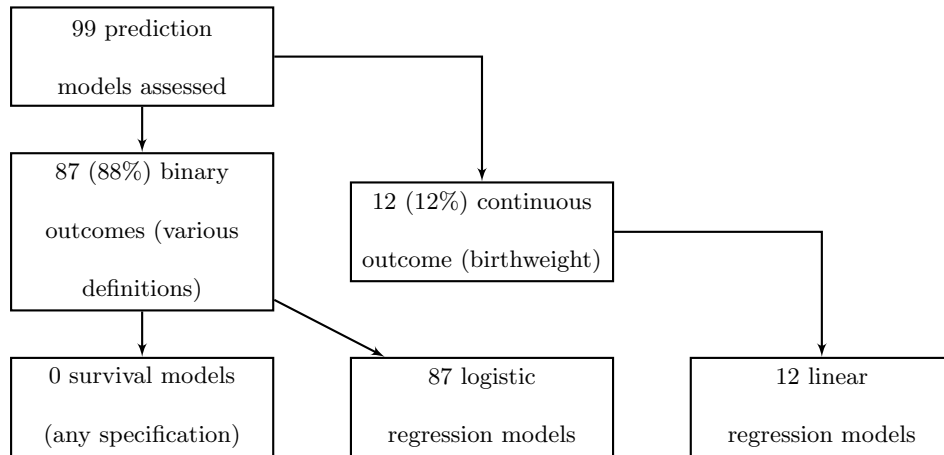 99 prediction
models assessed
87 (88%) binary
outcomes (various
definitions)
12 (12%) continuous
outcome (birthweight)
0 survival models
(any specification)
87 logistic
regression models
12 linear
regression models